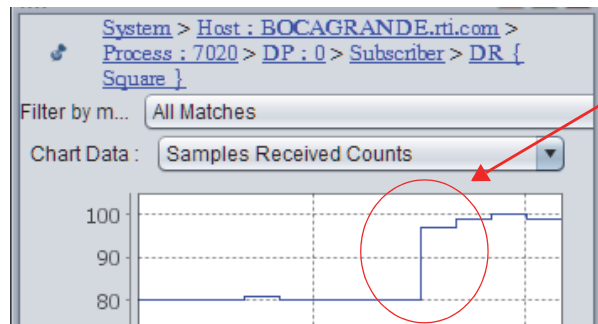 System > Host : BOCAGRANDE.rti.com >
Process : 7020 > DP : 0 > Subscriber > DR {
Square }
Filter by m... All Matches
Chart Data : Samples Received Counts
100
90
80